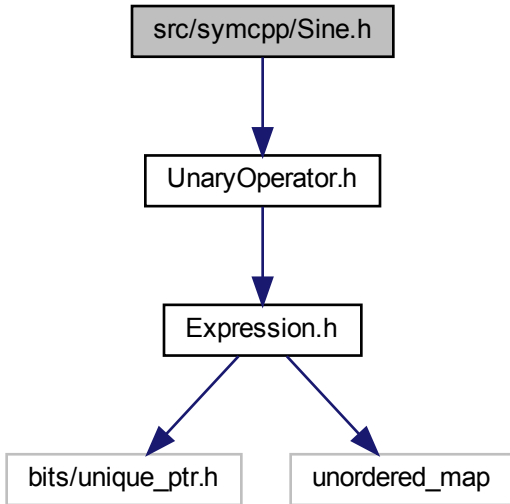 src/symcpp/Sine.h
UnaryOperator.h
Expression.h
bits/unique_ptr.h
unordered_map